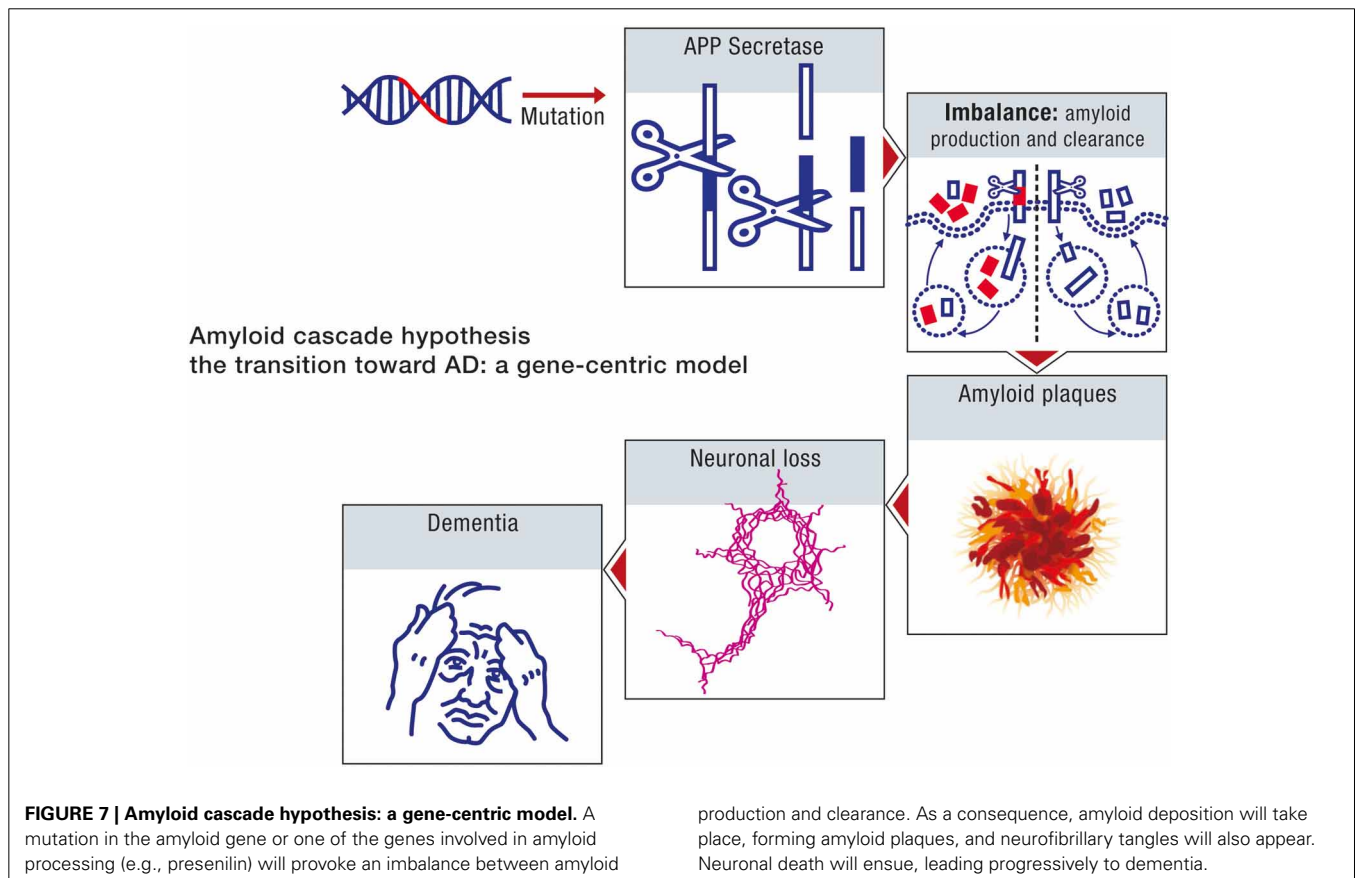 APP Secretase
Mutation
Imbalance: amyloid
production and clearance
Amyloid cascade hypothesis
the transition toward AD: a gene-centric model
Amyloid plaques
Neuronal loss
Dementia
FIGURE 7 | Amyloid cascade hypothesis: a gene-centric model. A
mutation in the amyloid gene or one of the genes involved in amyloid
processing (e.g., presenilin) will provoke an imbalance between amyloid
production and clearance. As a consequence, amyloid deposition will take
place, forming amyloid plaques, and neurofibrillary tangles will also appear.
Neuronal death will ensue, leading progressively to dementia.